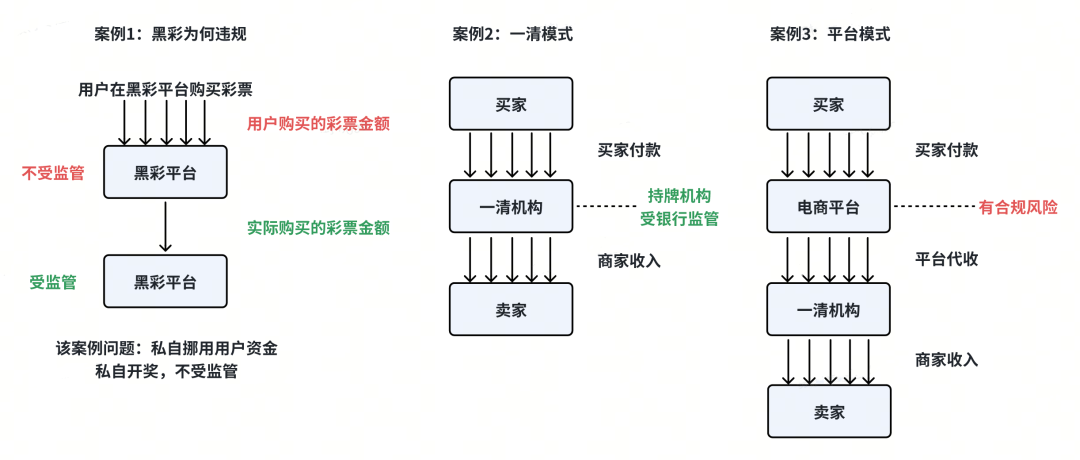 案例1：黑彩为何违规
用户在黑彩平台购买彩票
用户购买的彩票金额
不受监管
黑彩平台
实际购买的彩票金额
受监管
黑彩平台
该案例问题：私自挪用用户资金
私自开奖，不受监管
案例2：一清模式
买家
买家付款
一清机构
持牌机构
受银行监管
商家收入
卖家
案例3：平台模式
买家
买家付款
电商平台
有合规风险
平台代收
一清机构
商家收入
卖家